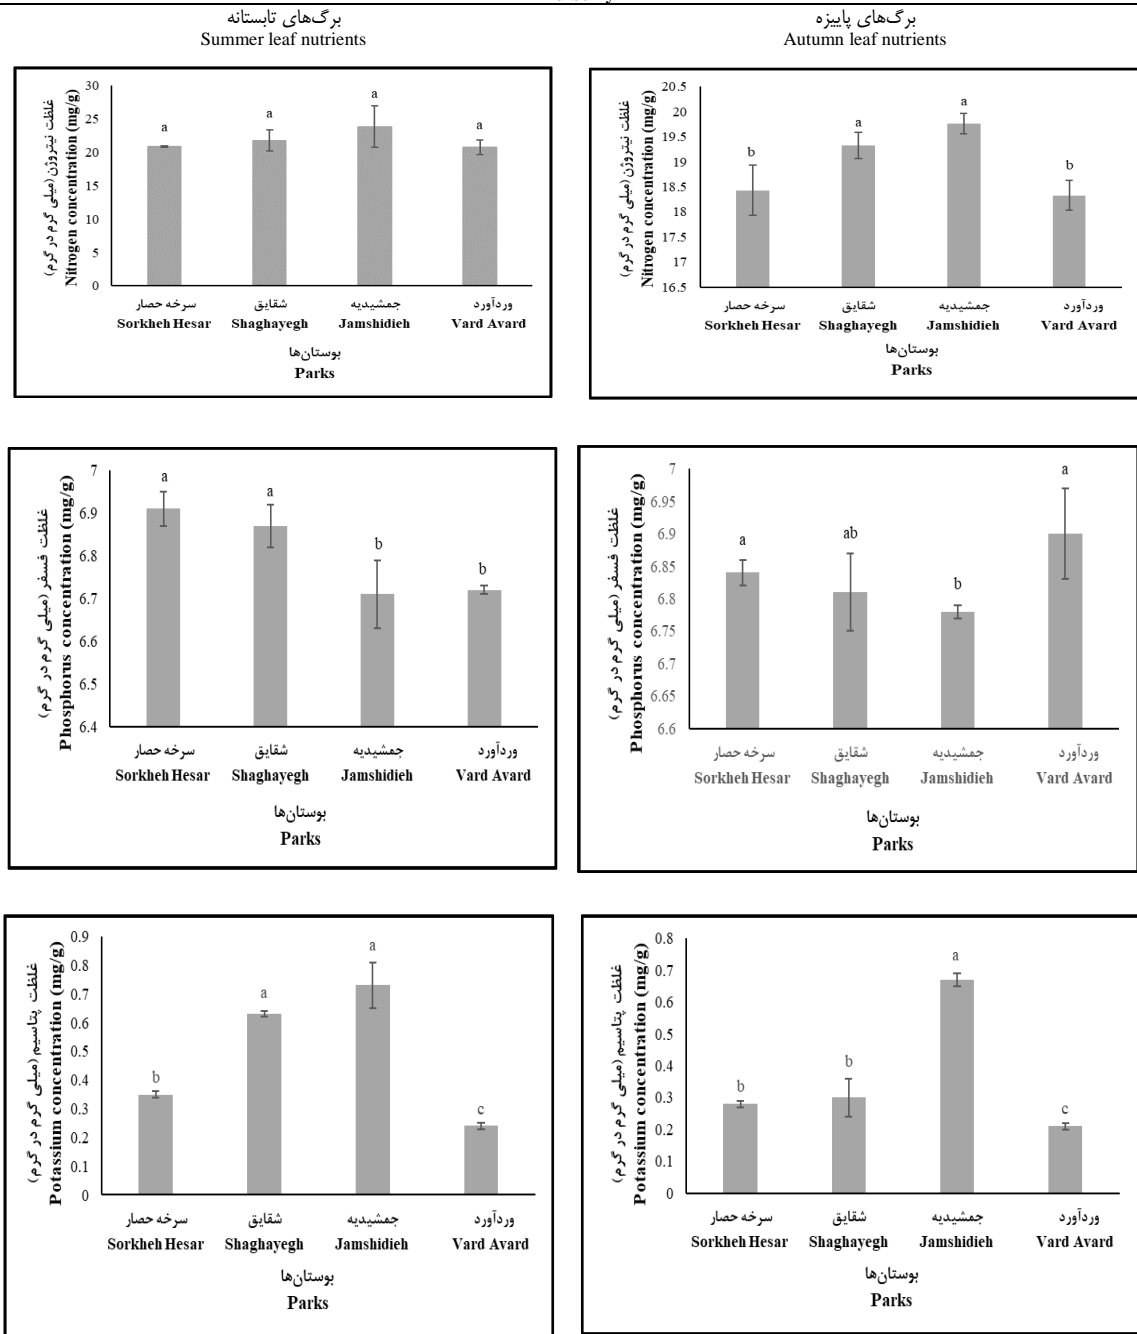 برگ‌های تابستانه
Summer leaf nutrients
برگ‌های پاییزه
Autumn leaf nutrients
غلظت نیتروژن (میلی گرم در گرم)
Nitrogen concentration (mg/g)
30
25
20
15
10
5
0
a
a
a
a
سرخه حصار
شقایق
جمشیدیه
وردآورد
Sorkheh Hesar
Shaghayegh
Jamshidieh
Vard Avard
بوستان‌ها
Parks
غلظت نیتروژن (میلی گرم در گرم)
Nitrogen concentration (mg/g)
20.5
20
19.5
19
18.5
18
17.5
17
16.5
b
a
a
b
سرخه حصار
شقایق
جمشیدیه
وردآورد
Sorkheh Hesar
Shaghayegh
Jamshidieh
Vard Avard
بوستان‌ها
Parks
غلظت فسفر (میلی گرم در گرم)
Phosphorus concentration (mg/g)
7
6.9
6.8
6.7
6.6
6.5
6.4
a
a
b
b
سرخه حصار
شقایق
جمشیدیه
وردآورد
Sorkheh Hesar
Shaghayegh
Jamshidieh
Vard Avard
بوستان‌ها
Parks
غلظت فسفر (میلی گرم در گرم)
Phosphorus concentration (mg/g)
7
6.95
6.9
6.85
6.8
6.75
6.7
6.65
6.6
a
ab
b
a
سرخه حصار
شقایق
جمشیدیه
وردآورد
Sorkheh Hesar
Shaghayegh
Jamshidieh
Vard Avard
بوستان‌ها
Parks
غلظت پتاسیم (میلی گرم در گرم)
Potassium concentration (mg/g)
0.9
0.8
0.7
0.6
0.5
0.4
0.3
0.2
0.1
0
b
a
a
c
سرخه حصار
شقایق
جمشیدیه
وردآورد
Sorkheh Hesar
Shaghayegh
Jamshidieh
Vard Avard
بوستان‌ها
Parks
غلظت پتاسیم (میلی گرم در گرم)
Potassium concentration (mg/g)
0.8
0.7
0.6
0.5
0.4
0.3
0.2
0.1
0
b
b
a
c
سرخه حصار
شقایق
جمشیدیه
وردآورد
Sorkheh Hesar
Shaghayegh
Jamshidieh
Vard Avard
بوستان‌ها
Parks